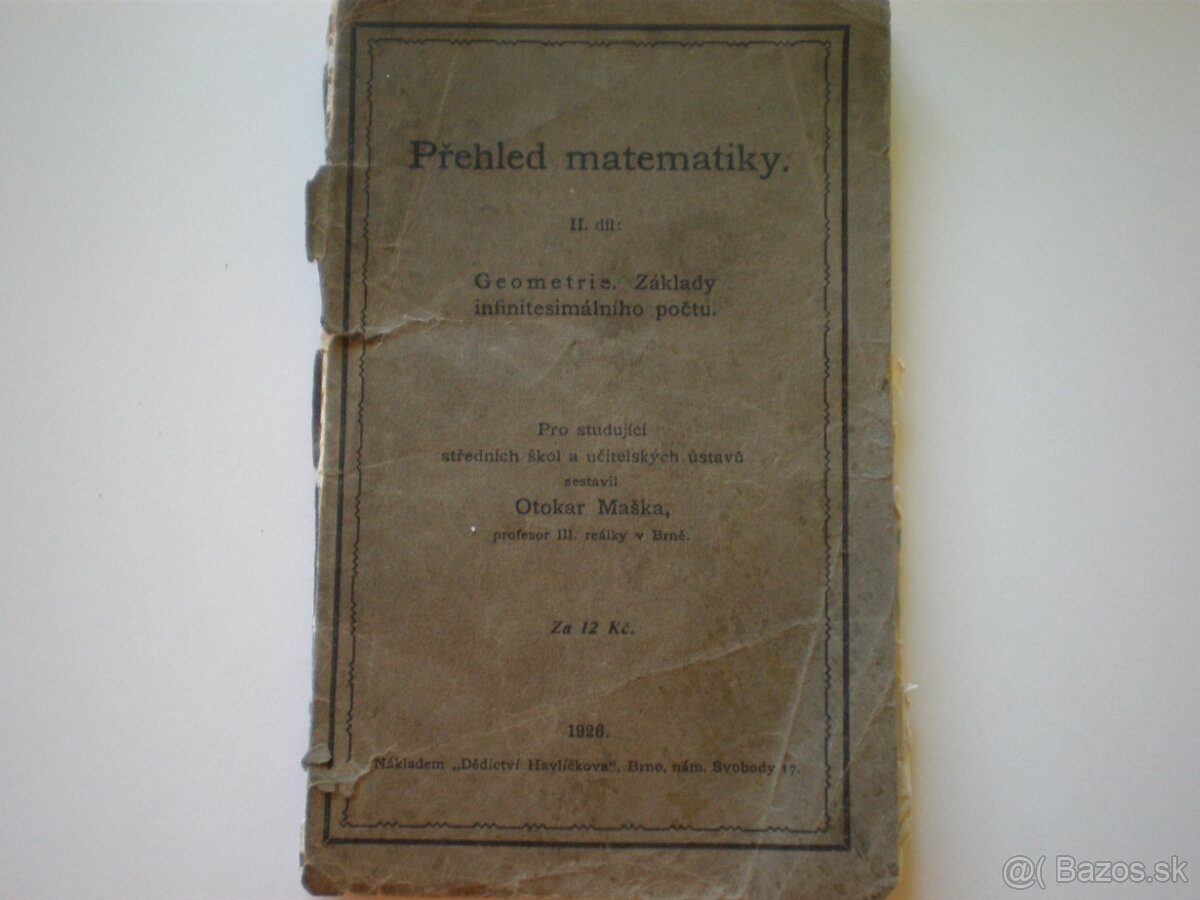 Přehled matematiky.
II. díl:
Geometrie. Základy
infinitesimálního počtu.
Pro studující
středních škol a učitelských ústavů
sestavil
Otokar Maška,
profesor III. reálky v Brně.
Za 12 Kč.
1926.
Nákladem „Dědictví Havlíčkova", Brno, nám. Svobody 17.
@( Bazos.sk